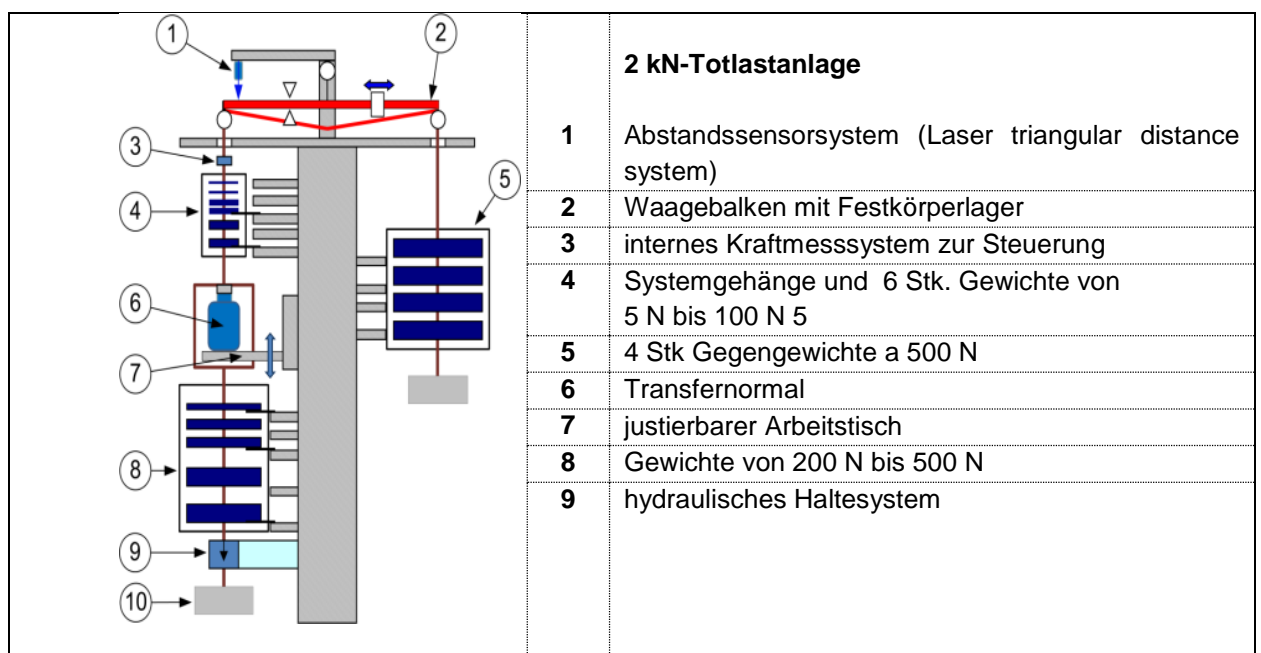 1
2
3
4
5
6
7
8
9
10
2 kN-Totlastanlage
1 Abstandssensorsystem (Laser triangular distance
system)
2 Waagebalken mit Festkörperlager
3 internes Kraftmesssystem zur Steuerung
4 Systemgehänge und 6 Stk. Gewichte von
5 N bis 100 N 5
5 4 Stk Gegengewichte a 500 N
6 Transfernormal
7 justierbarer Arbeitstisch
8 Gewichte von 200 N bis 500 N
9 hydraulisches Haltesystem